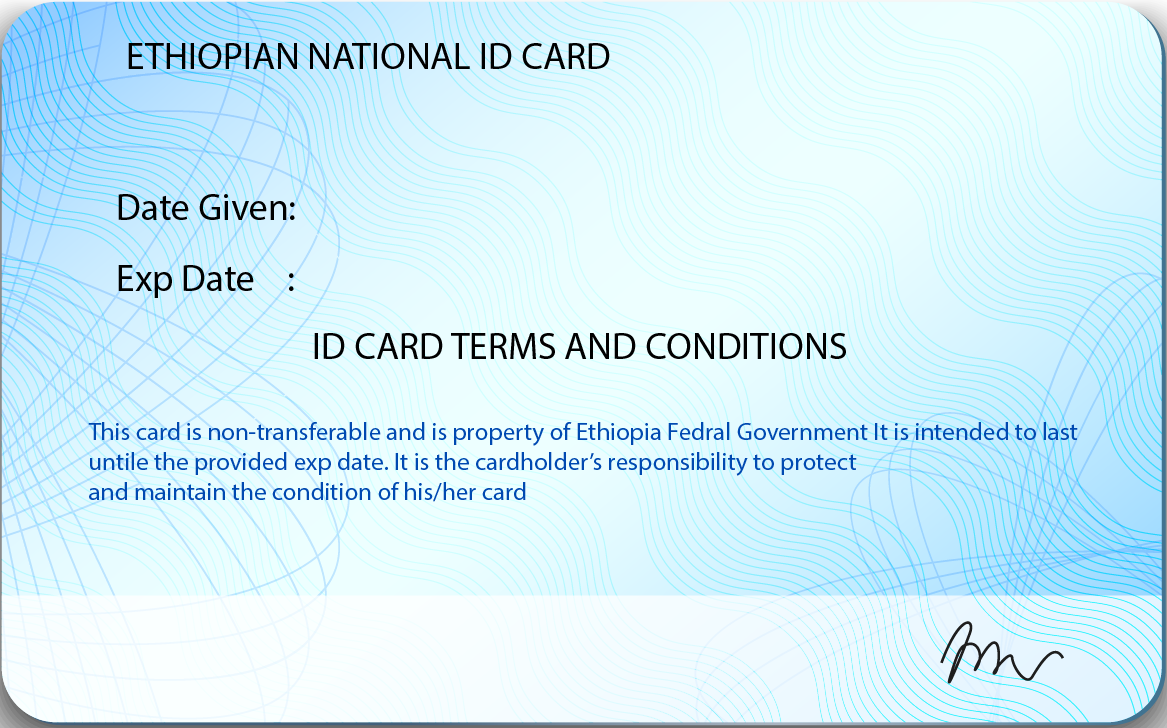 ETHIOPIAN NATIONAL ID CARD
Date Given:
Exp Date :
ID CARD TERMS AND CONDITIONS
This card is non-transferable and is property of Ethiopia Fedral Government It is intended to last
untile the provided exp date. It is the cardholder’s responsibility to protect
and maintain the condition of his/her card